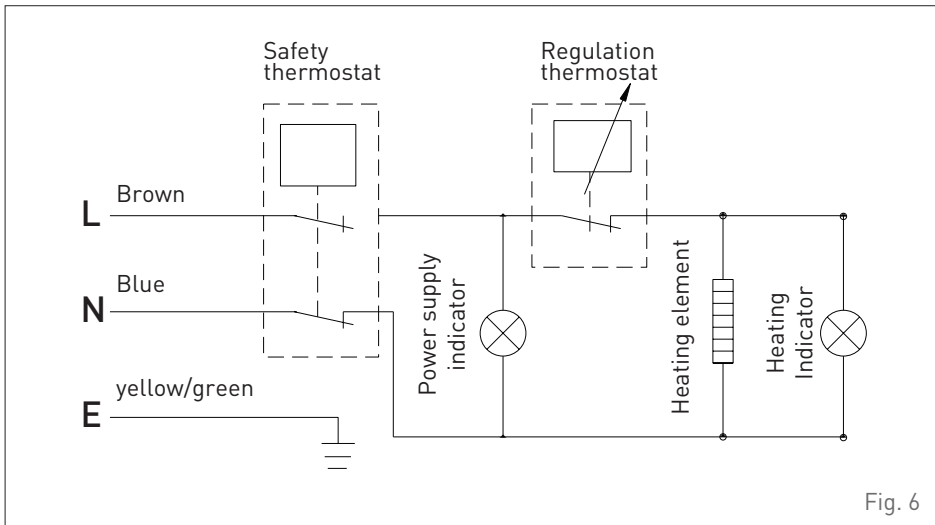 Safety
thermostat
Regulation
thermostat
L
Brown
N
Blue
E
yellow/green
Power supply
indicator
Heating element
Heating
Indicator
Fig. 6